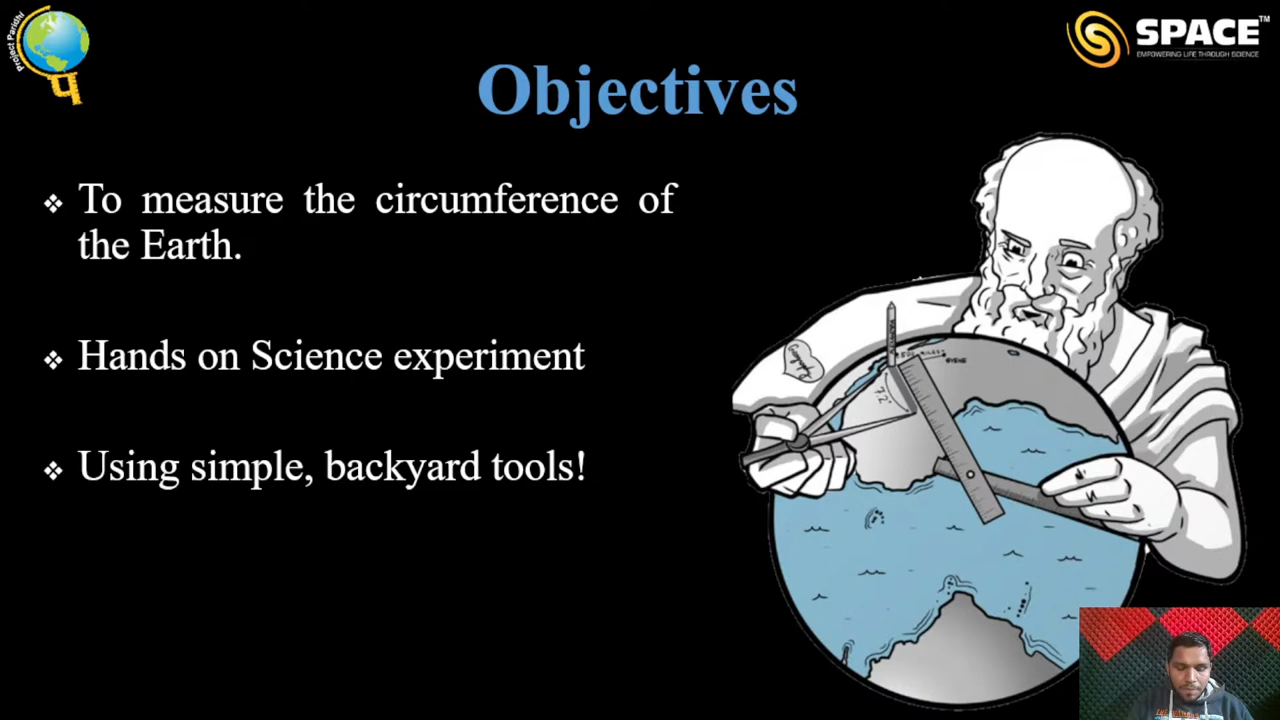 Project Paridhi
प
SPACE™
EMPOWERING LIFE THROUGH SCIENCE
Objectives
❖ To measure the circumference of
the Earth.
❖ Hands on Science experiment
❖ Using simple, backyard tools!